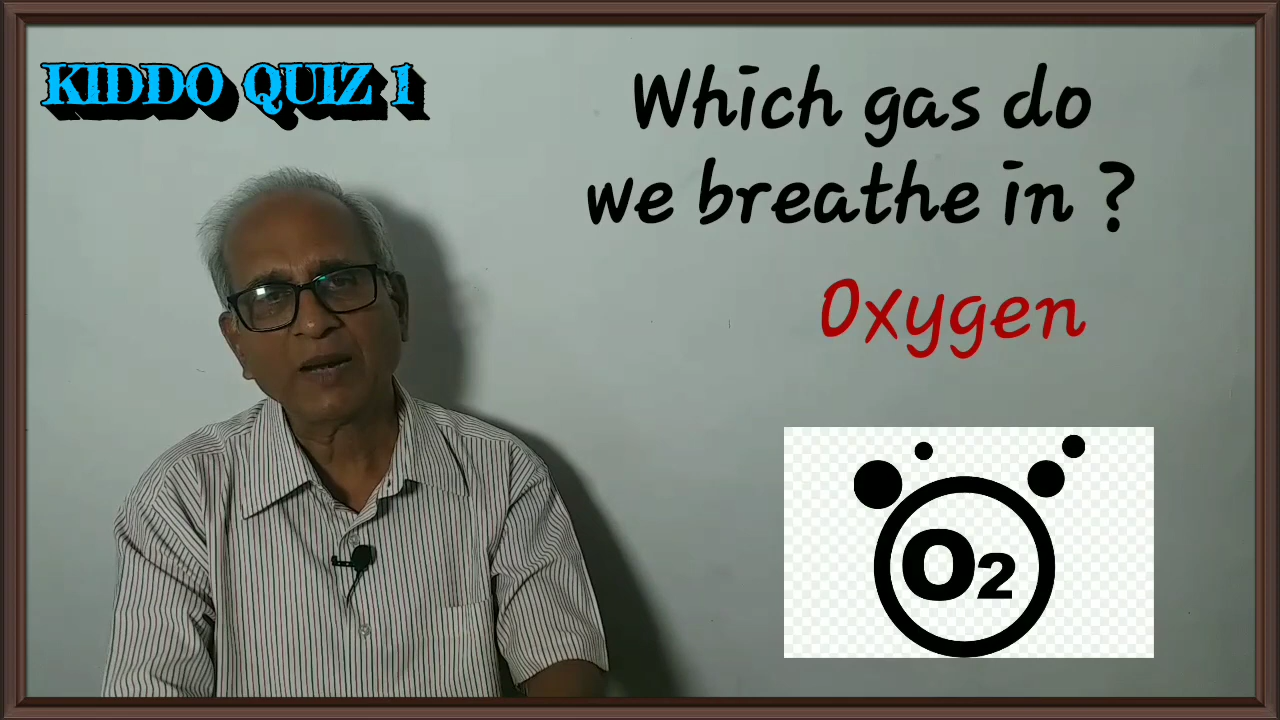 KIDDO QUIZ 1
Which gas do
we breathe in ?
Oxygen
O2